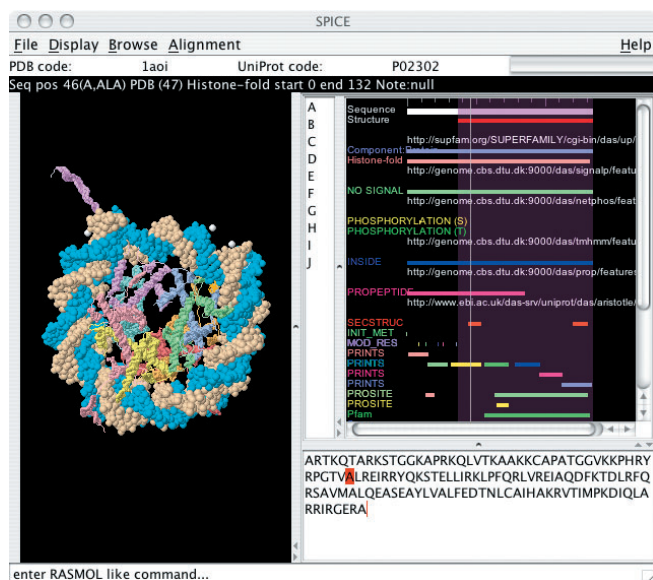 SPICE
File Display Browse Alignment Help
PDB code: 1aoi UniProt code: P02302
Seq pos 46(A,ALA) PDB (47) Histone-fold start 0 end 132 Note:null
A
B
C
D
E
F
G
H
I
J
Sequence
Structure
http://supfam.org/SUPERFAMILY/cgi-bin/das/up/
Component:
Histone-fold
http://genome.cbs.dtu.dk:9000/das/signalp/featu
NO SIGNAL
http://genome.cbs.dtu.dk:9000/das/netphos/featu
PHOSPHORYLATION (S)
PHOSPHORYLATION (T)
http://genome.cbs.dtu.dk:9000/das/tmhmm/featu
INSIDE
http://genome.cbs.dtu.dk:9000/das/prop/features
PROPEPTIDE
http://www.ebi.ac.uk/das-srv/uniprot/das/aristotle/
SECSTRUC
INIT_MET
MOD_RES
PRINTS
PRINTS
PRINTS
PRINTS
PROSITE
PROSITE
Pfam
ARTKQTARKSTGGKAPRKQLVTKAAKKCAPATGGVKKPHRY
RPGTVALREIRRYQKSTELLIRKLPFQRLVREIAQDFKTDLRFQ
RSAVMALQEASEAYLVALFEDTNLCAIHAKRVTIMPKDIQLA
RRIRGERA
enter RASMOL like command...